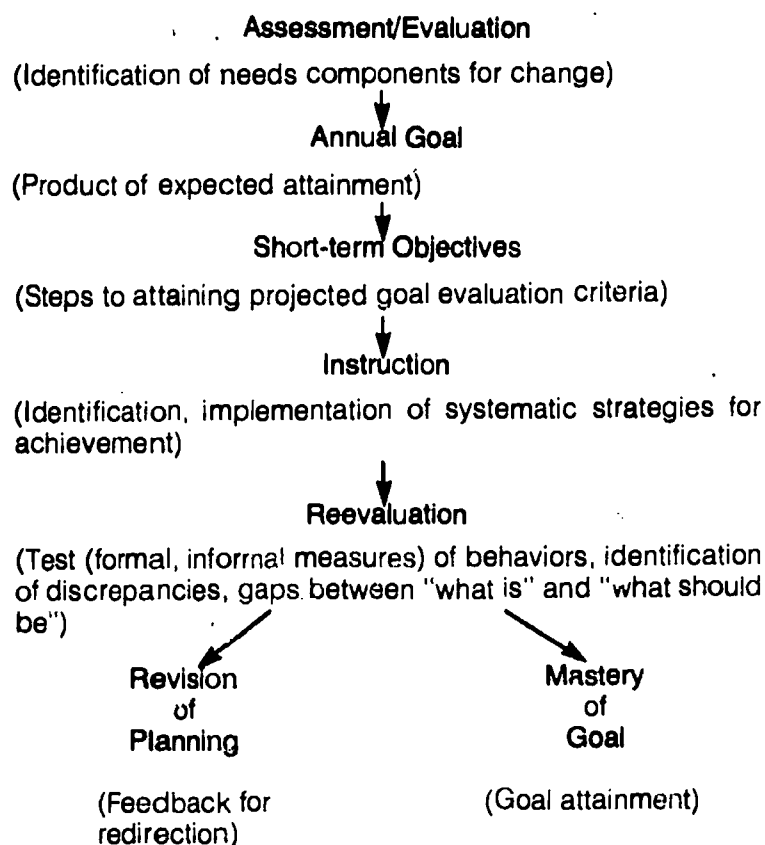 Assessment/Evaluation
(Identification of needs components for change)
Annual Goal
(Product of expected attainment)
Short-term Objectives
(Steps to attaining projected goal evaluation criteria)
Instruction
(Identification, implementation of systematic strategies for
achievement)
Reevaluation
(Test (formal, informal measures) of behaviors, identification
of discrepancies, gaps between "what is" and "what should
be")
Revision
of
Planning
(Feedback for
redirection)
Mastery
of
Goal
(Goal attainment)